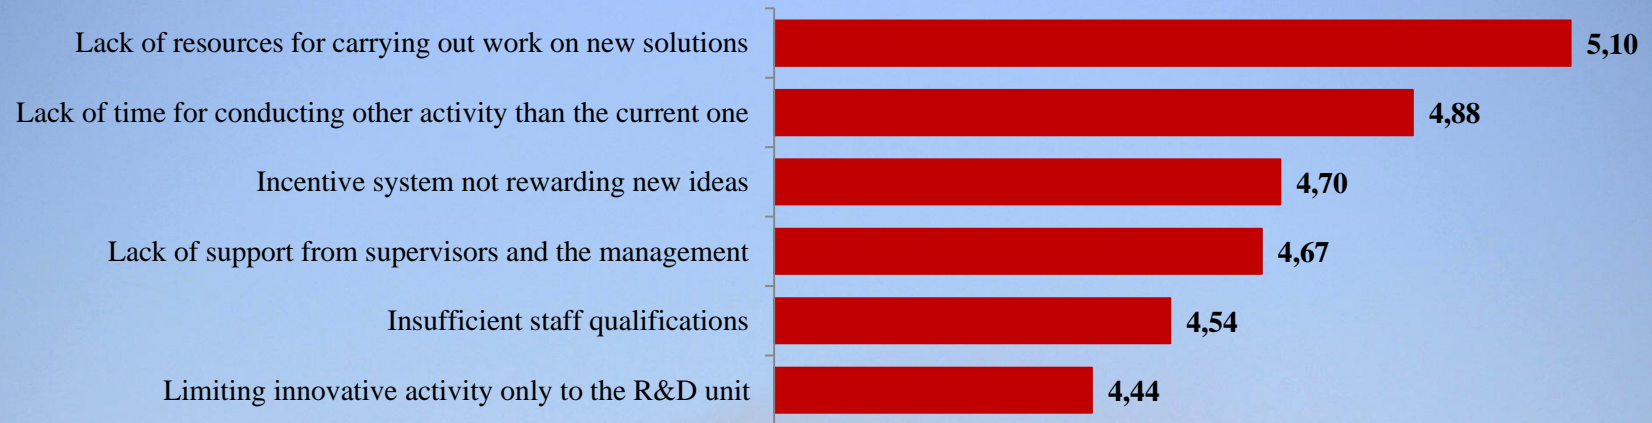 Lack of resources for carrying out work on new solutions 5,10
Lack of time for conducting other activity than the current one 4,88
Incentive system not rewarding new ideas 4,70
Lack of support from supervisors and the management 4,67
Insufficient staff qualifications 4,54
Limiting innovative activity only to the R&D unit 4,44